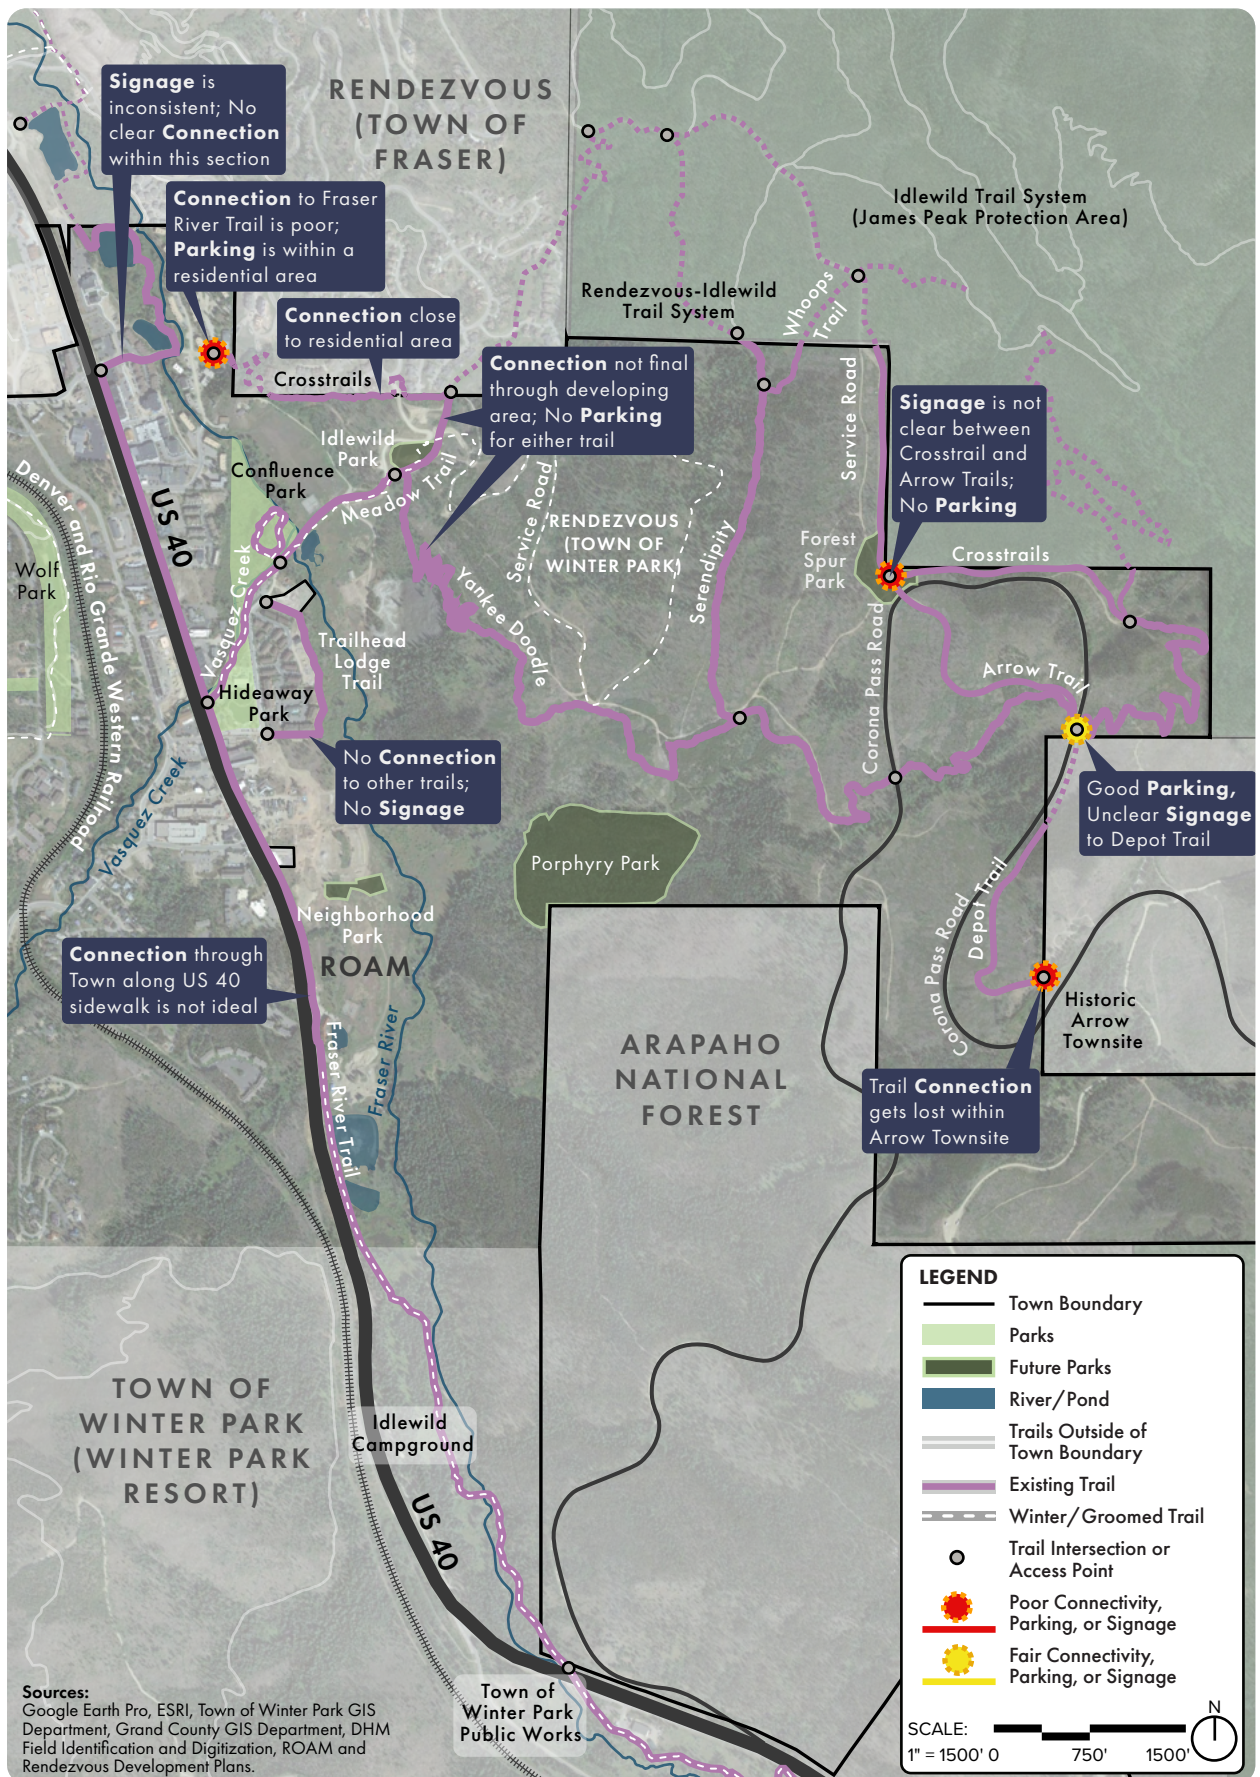 RENDEZVOUS
(TOWN OF
FRASER)
Signage is
inconsistent; No
clear Connection
within this section
Connection to Fraser
River Trail is poor;
Parking is within a
residential area
Connection close
to residential area
Crosstrails
Idlewild Trail System
(James Peak Protection Area)
Rendezvous-Idlewild
Trail System
Whoops
Trail
Connection not final
through developing
area; No Parking
for either trail
Service Road
Signage is not
clear between
Crosstrail and
Arrow Trails;
No Parking
Idlewild
Park
Confluence
Park
Meadow Trail
Service Road
RENDEZVOUS
(TOWN OF
WINTER PARK)
Serendipity
Forest
Spur
Park
Crosstrails
Denver and Rio Grande Western Railroad
US 40
Wolf
Park
Vasquez Creek
Yankee Doodle
Trailhead
Lodge
Trail
Hideaway
Park
Corona Pass Road
Arrow Trail
No Connection
to other trails;
No Signage
Vasquez Creek
Good Parking,
Unclear Signage
to Depot Trail
Porphyry Park
Neighborhood
Park
ROAM
Connection through
Town along US 40
sidewalk is not ideal
Corona Pass Road
Depot Trail
Historic
Arrow
Townsite
Fraser River Trail
Fraser River
ARAPAHO
NATIONAL
FOREST
Trail Connection
gets lost within
Arrow Townsite
TOWN OF
WINTER PARK
(WINTER PARK
RESORT)
Idlewild
Campground
US 40
Town of
Winter Park
Public Works
LEGEND
Town Boundary
Parks
Future Parks
River/Pond
Trails Outside of
Town Boundary
Existing Trail
Winter/Groomed Trail
Trail Intersection or
Access Point
Poor Connectivity,
Parking, or Signage
Fair Connectivity,
Parking, or Signage
N
SCALE:
1" = 1500' 0 750' 1500'
Sources:
Google Earth Pro, ESRI, Town of Winter Park GIS
Department, Grand County GIS Department, DHM
Field Identification and Digitization, ROAM and
Rendezvous Development Plans.